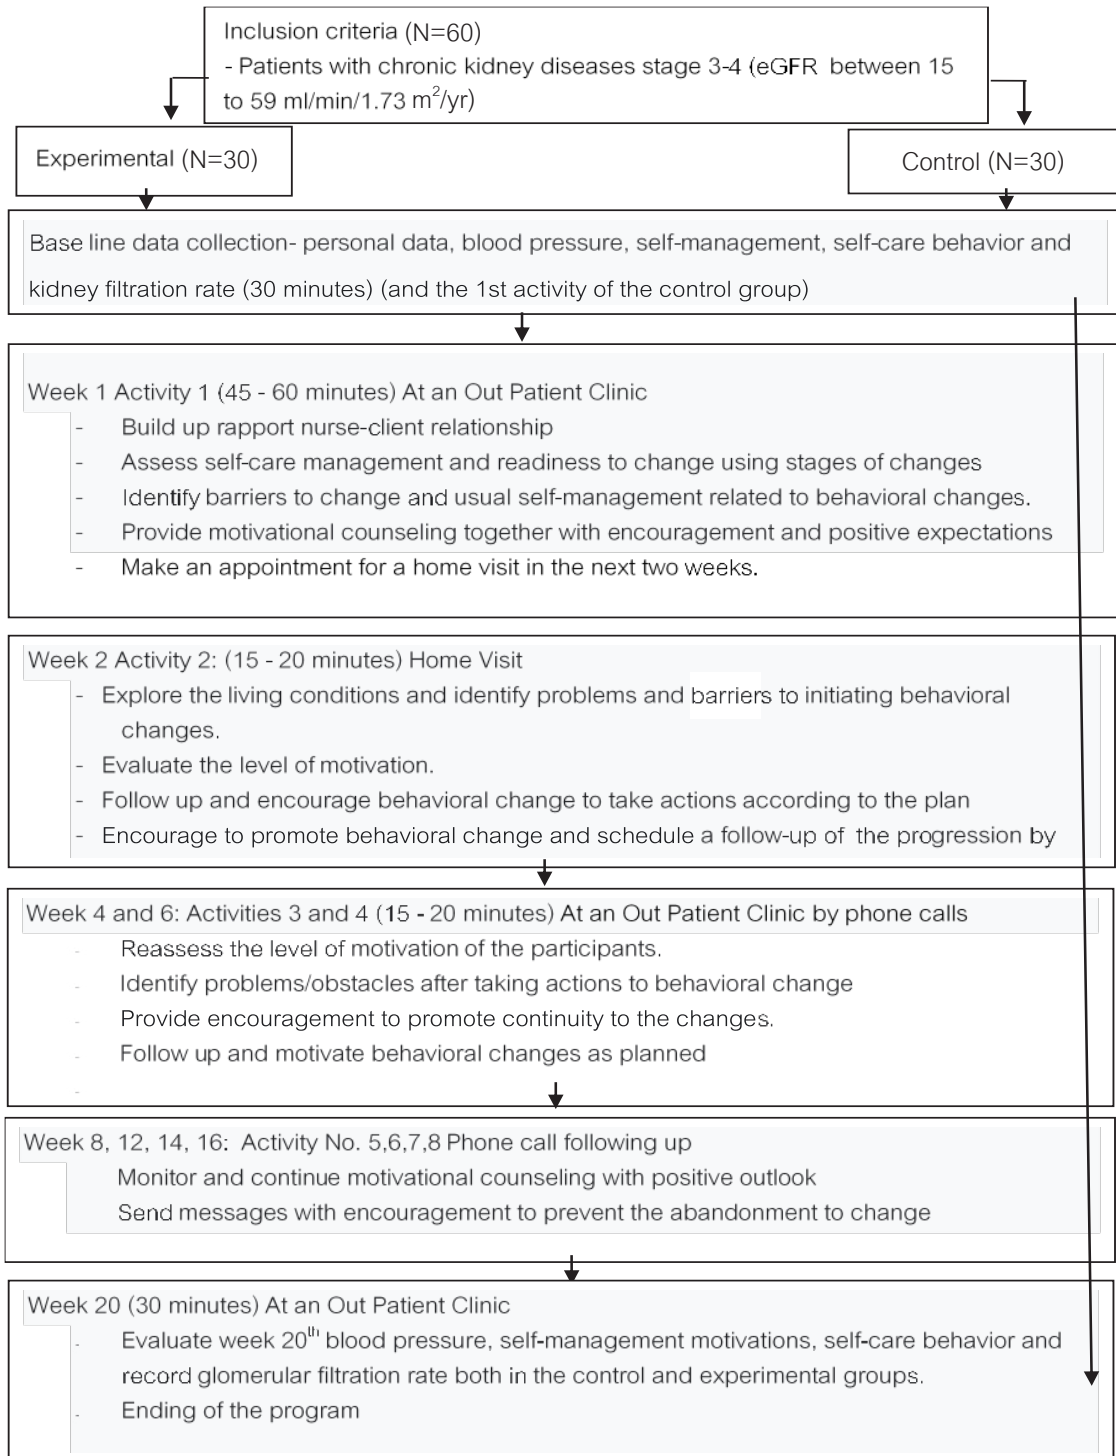 Inclusion criteria (N=60)
- Patients with chronic kidney diseases stage 3-4 (eGFR between 15
to 59 ml/min/1.73 m²/yr)
Experimental (N=30)
Control (N=30)
Base line data collection- personal data, blood pressure, self-management, self-care behavior and
kidney filtration rate (30 minutes) (and the 1st activity of the control group)
Week 1 Activity 1 (45 - 60 minutes) At an Out Patient Clinic
- Build up rapport nurse-client relationship
- Assess self-care management and readiness to change using stages of changes
- Identify barriers to change and usual self-management related to behavioral changes.
- Provide motivational counseling together with encouragement and positive expectations
- Make an appointment for a home visit in the next two weeks.
Week 2 Activity 2: (15 - 20 minutes) Home Visit
- Explore the living conditions and identify problems and barriers to initiating behavioral
changes.
- Evaluate the level of motivation.
- Follow up and encourage behavioral change to take actions according to the plan
- Encourage to promote behavioral change and schedule a follow-up of the progression by
Week 4 and 6: Activities 3 and 4 (15 - 20 minutes) At an Out Patient Clinic by phone calls
- Reassess the level of motivation of the participants.
- Identify problems/obstacles after taking actions to behavioral change
- Provide encouragement to promote continuity to the changes.
- Follow up and motivate behavioral changes as planned
-
Week 8, 12, 14, 16: Activity No. 5,6,7,8 Phone call following up
Monitor and continue motivational counseling with positive outlook
Send messages with encouragement to prevent the abandonment to change
Week 20 (30 minutes) At an Out Patient Clinic
- Evaluate week 20th blood pressure, self-management motivations, self-care behavior and
record glomerular filtration rate both in the control and experimental groups.
- Ending of the program